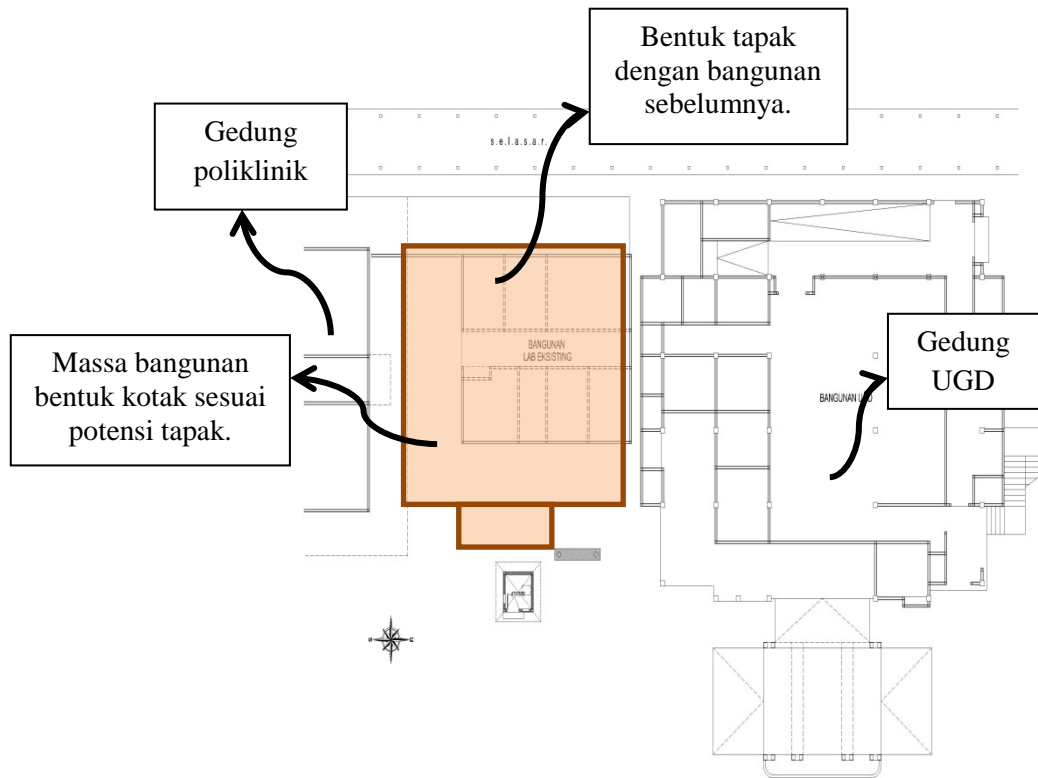 Bentuk tapak
dengan bangunan
sebelumnya.
Gedung
poliklinik
s.e.l.a.s.a.r.
Massa bangunan
bentuk kotak sesuai
potensi tapak.
BANGUNAN
LAB EKSISTING
Gedung
UGD
BANGUNAN